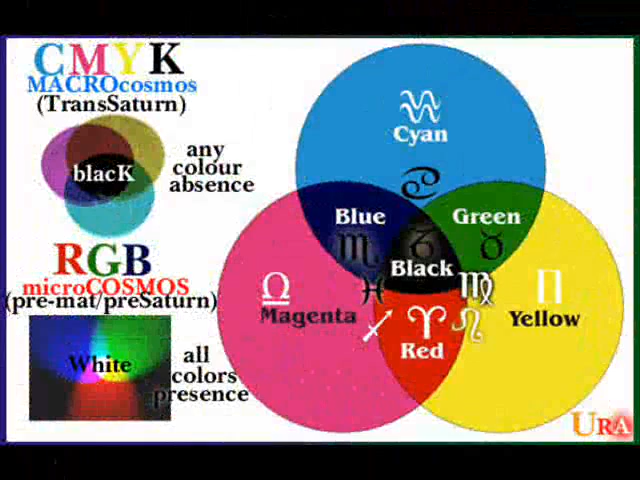 CMYK
MACROcosmos
(TransSaturn)
blacK
any
colour
absence
RGB
microCOSMOS
(pre-mat/preSaturn)
White
all
colors
presence
♒
Cyan
♋
Blue
Green
♏
♑
♉
Black
♎
♓
♍
♊
Magenta
♐
♈
♌
Yellow
Red
URA